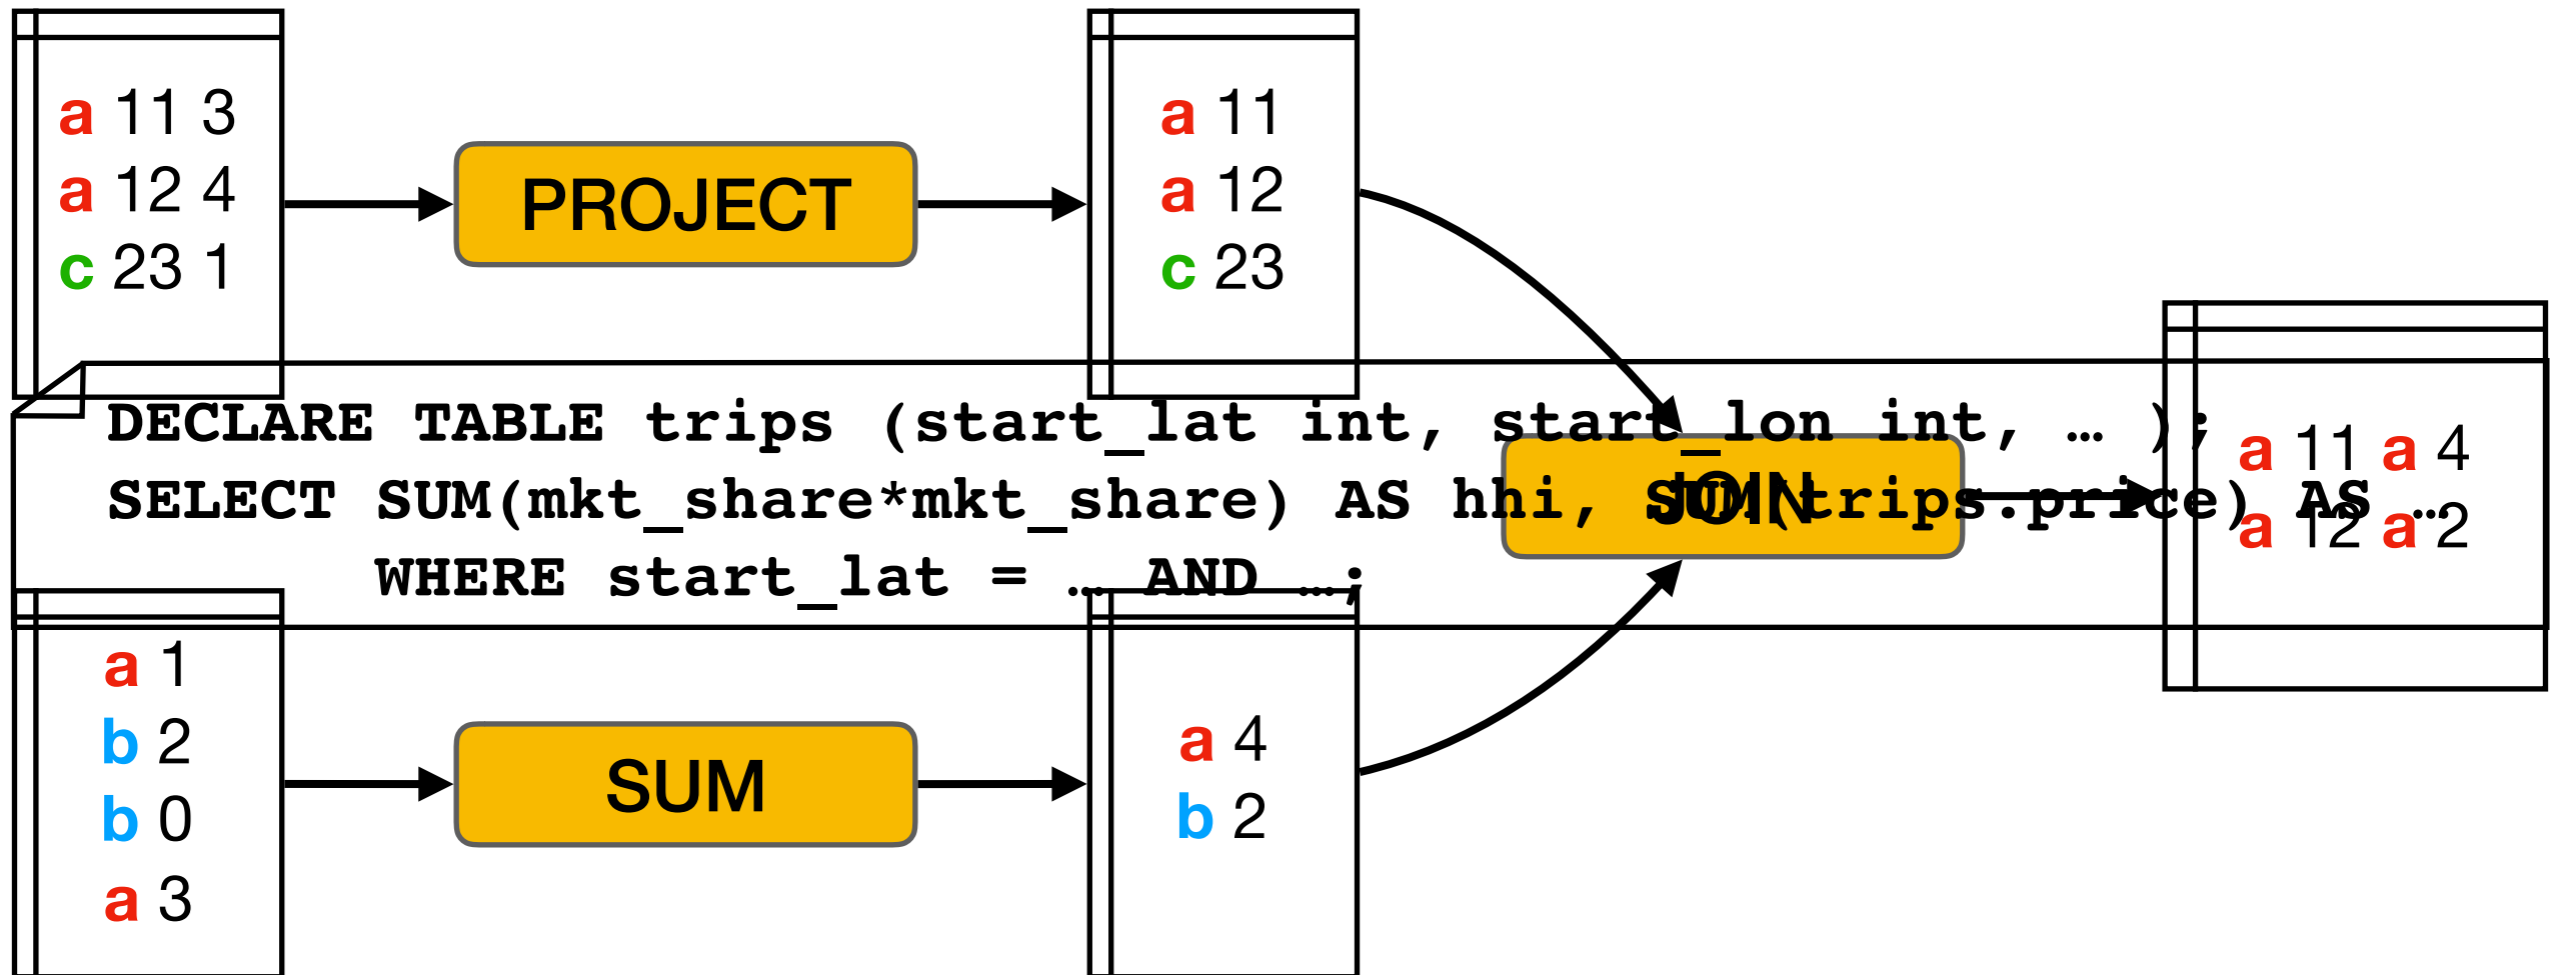 a 11 3
a 12 4
c 23 1
PROJECT
a 11
a 12
c 23
DECLARE TABLE trips (start_lat int, start_lon int, … );
SELECT SUM(mkt_share*mkt_share) AS hhi, SUM(trips.price) AS …
WHERE start_lat = … AND …;
JOIN
a 11 a 4
a 12 a 2
a 1
b 2
b 0
a 3
SUM
a 4
b 2